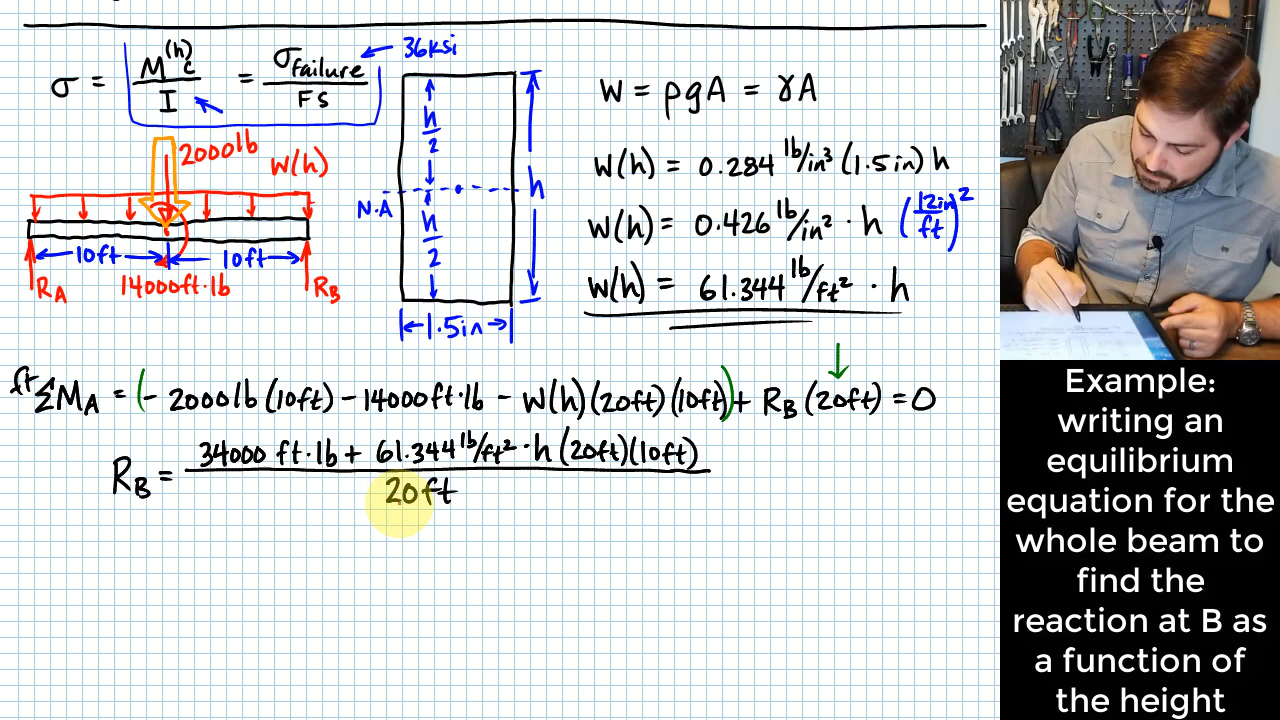 σ = M(h)c / I = σfailure / FS
36ksi
2000lb
W(h)
10ft 10ft
RA
14000ft·lb
RB
h/2
N.A
h
h/2
1.5in
W = ρgA = γA
W(h) = 0.284 lb/in³ (1.5in) h
W(h) = 0.426 lb/in² · h (12in/ft)²
W(h) = 61.344 lb/ft² · h
ΣMA = (- 2000lb (10ft) - 14000ft·lb - W(h)(20ft)(10ft)) + RB (20ft) = 0
RB = 34000 ft·lb + 61.344 lb/ft² · h (20ft)(10ft)
20ft
Example:
writing an
equilibrium
equation for the
whole beam to
find the
reaction at B as
a function of
the height